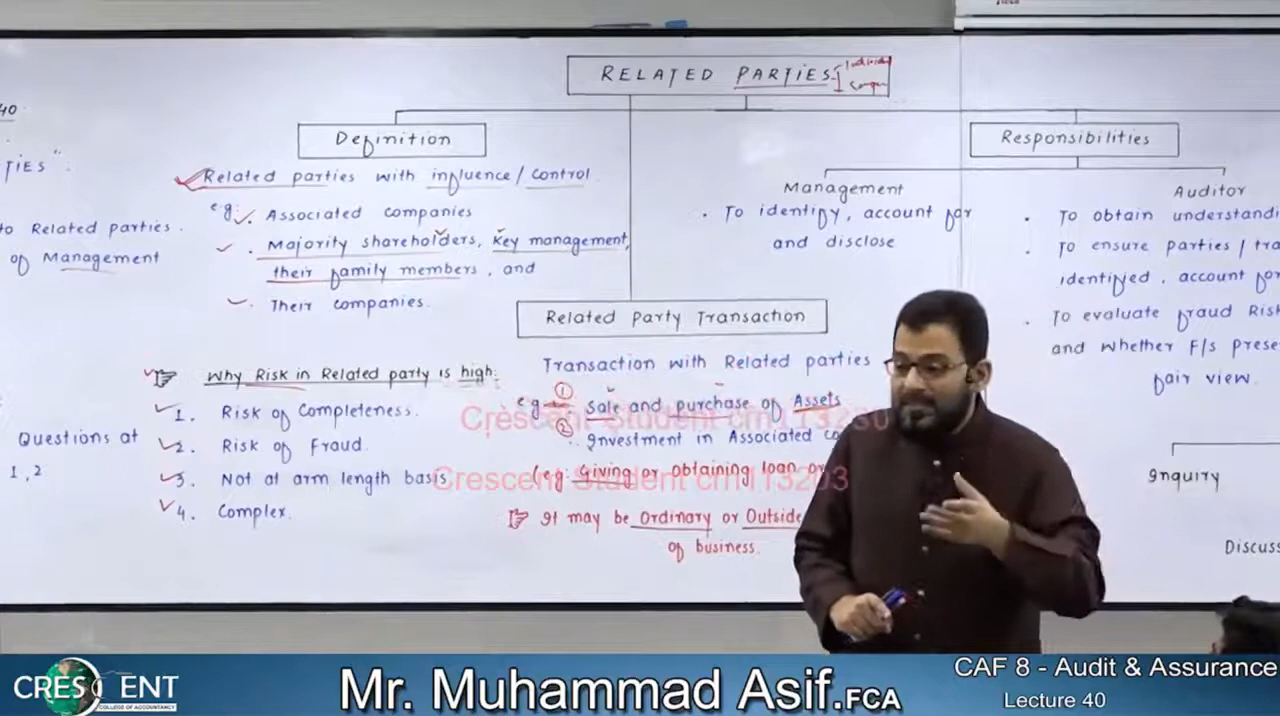 RELATED PARTIES
40
TIES".
to Related parties.
of Management
Questions at
1,2
Definition
Related parties with influence/control.
eg:
. Associated companies
. Majority shareholders, key management,
their family members, and
. Their companies.
Why Risk in Related party is high:
1. Risk of Completeness.
2. Risk of Fraud.
3. Not at arm length basis
4. Complex.
Related Party Transaction
Transaction with Related parties
eg
① Sale and purchase of Assets
② Investment in Associated co
(eg: Giving or obtaining loan or
It may be Ordinary or Outside
of business.
Responsibilities
Management
. To identify, account for
and disclose
Auditor
. To obtain understandi
. To ensure parties / tra
identified, account for
. To evaluate fraud Risk
and whether F/s prese
fair view.
Inquiry
Discuss
Crescent Student crn113203
Crescent Student crn113203
CRESCENT
COLLEGE OF ACCOUNTANCY
Mr. Muhammad Asif.FCA
CAF 8 - Audit & Assurance
Lecture 40